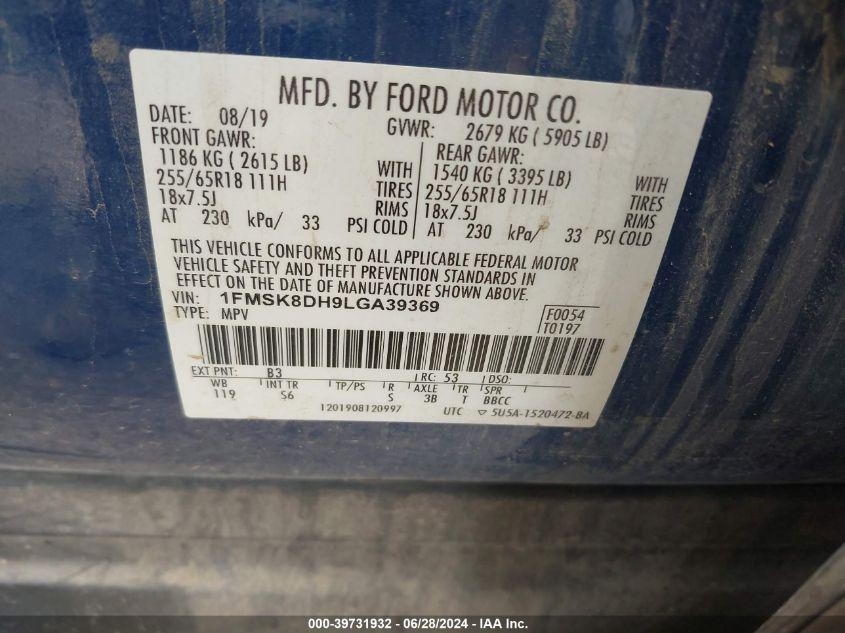 MFD. BY FORD MOTOR CO.
DATE: 08/19 GVWR: 2679 KG ( 5905 LB)
FRONT GAWR: REAR GAWR:
1186 KG ( 2615 LB) WITH 1540 KG ( 3395 LB) WITH
255/65R18 111H TIRES 255/65R18 111H TIRES
18x7.5J RIMS 18x7.5J RIMS
AT 230 kPa/ 33 PSI COLD AT 230 kPa/ 33 PSI COLD
THIS VEHICLE CONFORMS TO ALL APPLICABLE FEDERAL MOTOR
VEHICLE SAFETY AND THEFT PREVENTION STANDARDS IN
EFFECT ON THE DATE OF MANUFACTURE SHOWN ABOVE.
VIN: 1FMSK8DH9LGA39369 F0054
TYPE: MPV T0197
EXT PNT: B3 RC: 53 DSO:
WB INT TR TP/PS R AXLE TR SPR
119 S6 S 3B T BBCC
1201908120997 UTC ▽ 5U5A-1520472-BA
000-39731932 - 06/28/2024 - IAA Inc.